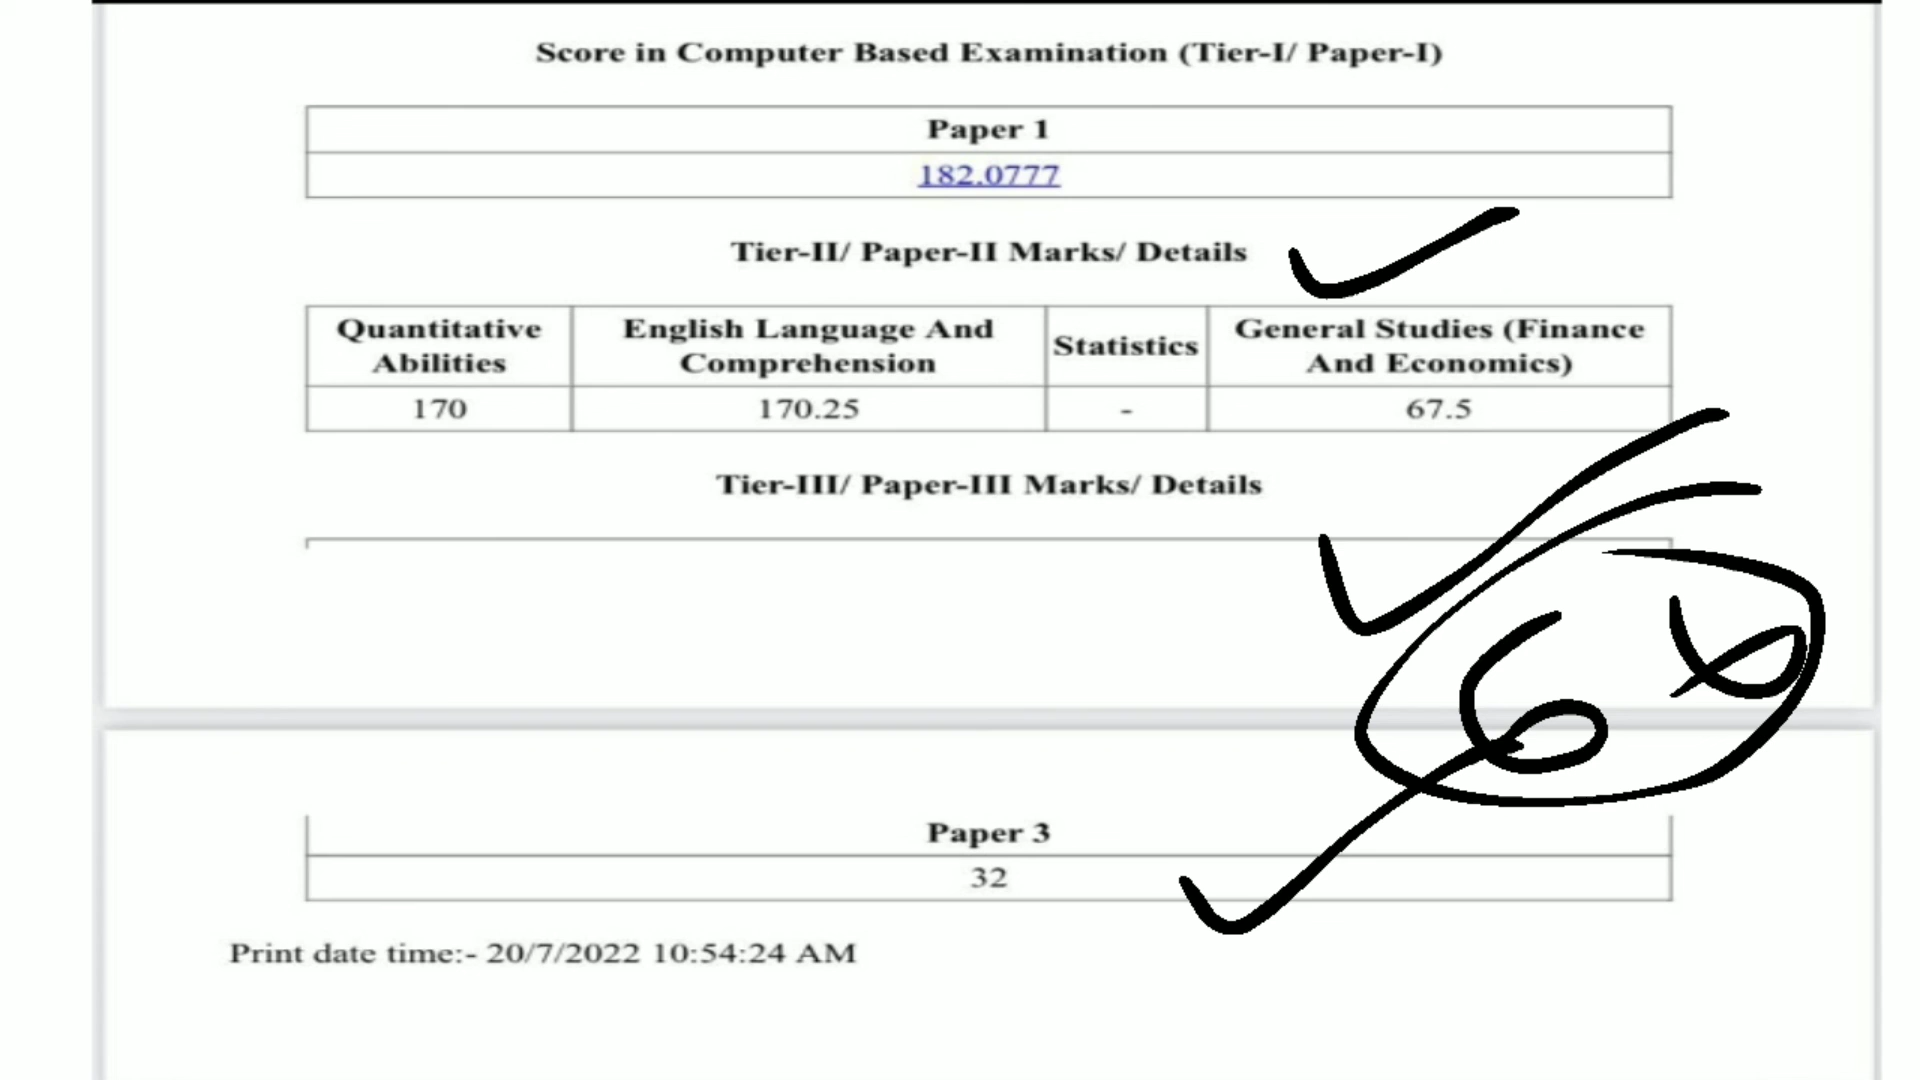 Score in Computer Based Examination (Tier-I/ Paper-I)
Paper 1
182.0777
Tier-II/ Paper-II Marks/ Details
Quantitative Abilities
English Language And Comprehension
Statistics
General Studies (Finance And Economics)
170
170.25
-
67.5
Tier-III/ Paper-III Marks/ Details
Paper 3
32
Print date time:- 20/7/2022 10:54:24 AM